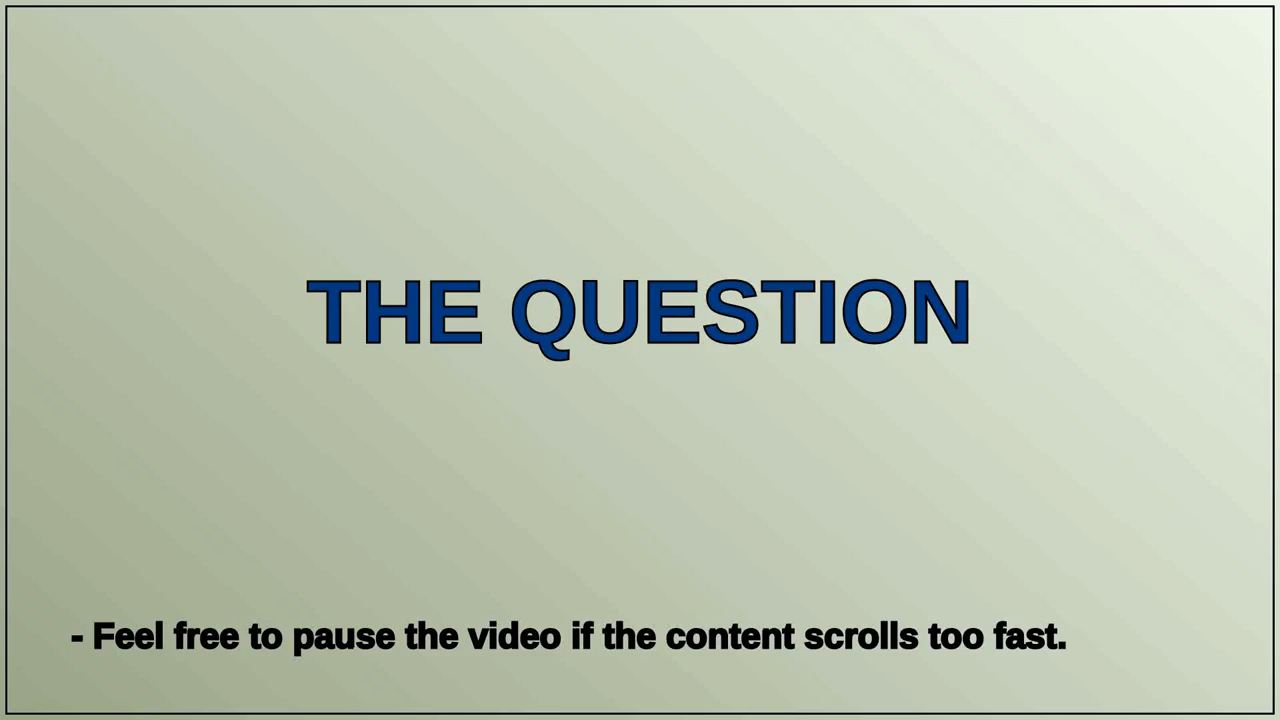 THE QUESTION
- Feel free to pause the video if the content scrolls too fast.